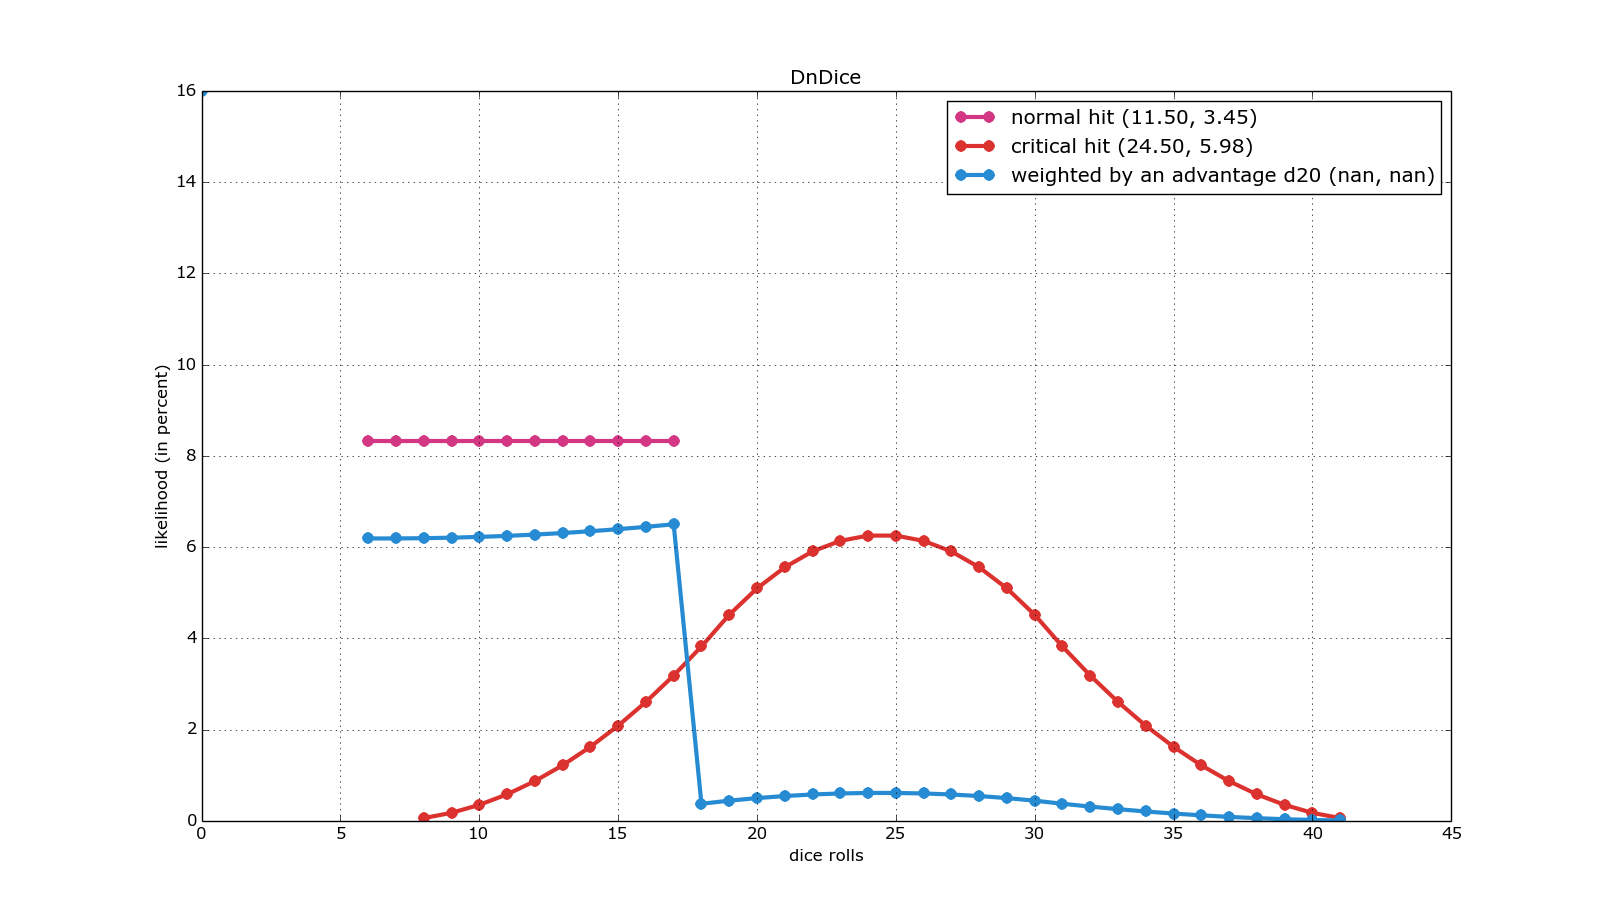 DnDice
normal hit (11.50, 3.45)
critical hit (24.50, 5.98)
weighted by an advantage d20 (nan, nan)
likelihood (in percent)
16
14
12
10
8
6
4
2
0
0 5 10 15 20 25 30 35 40 45
dice rolls